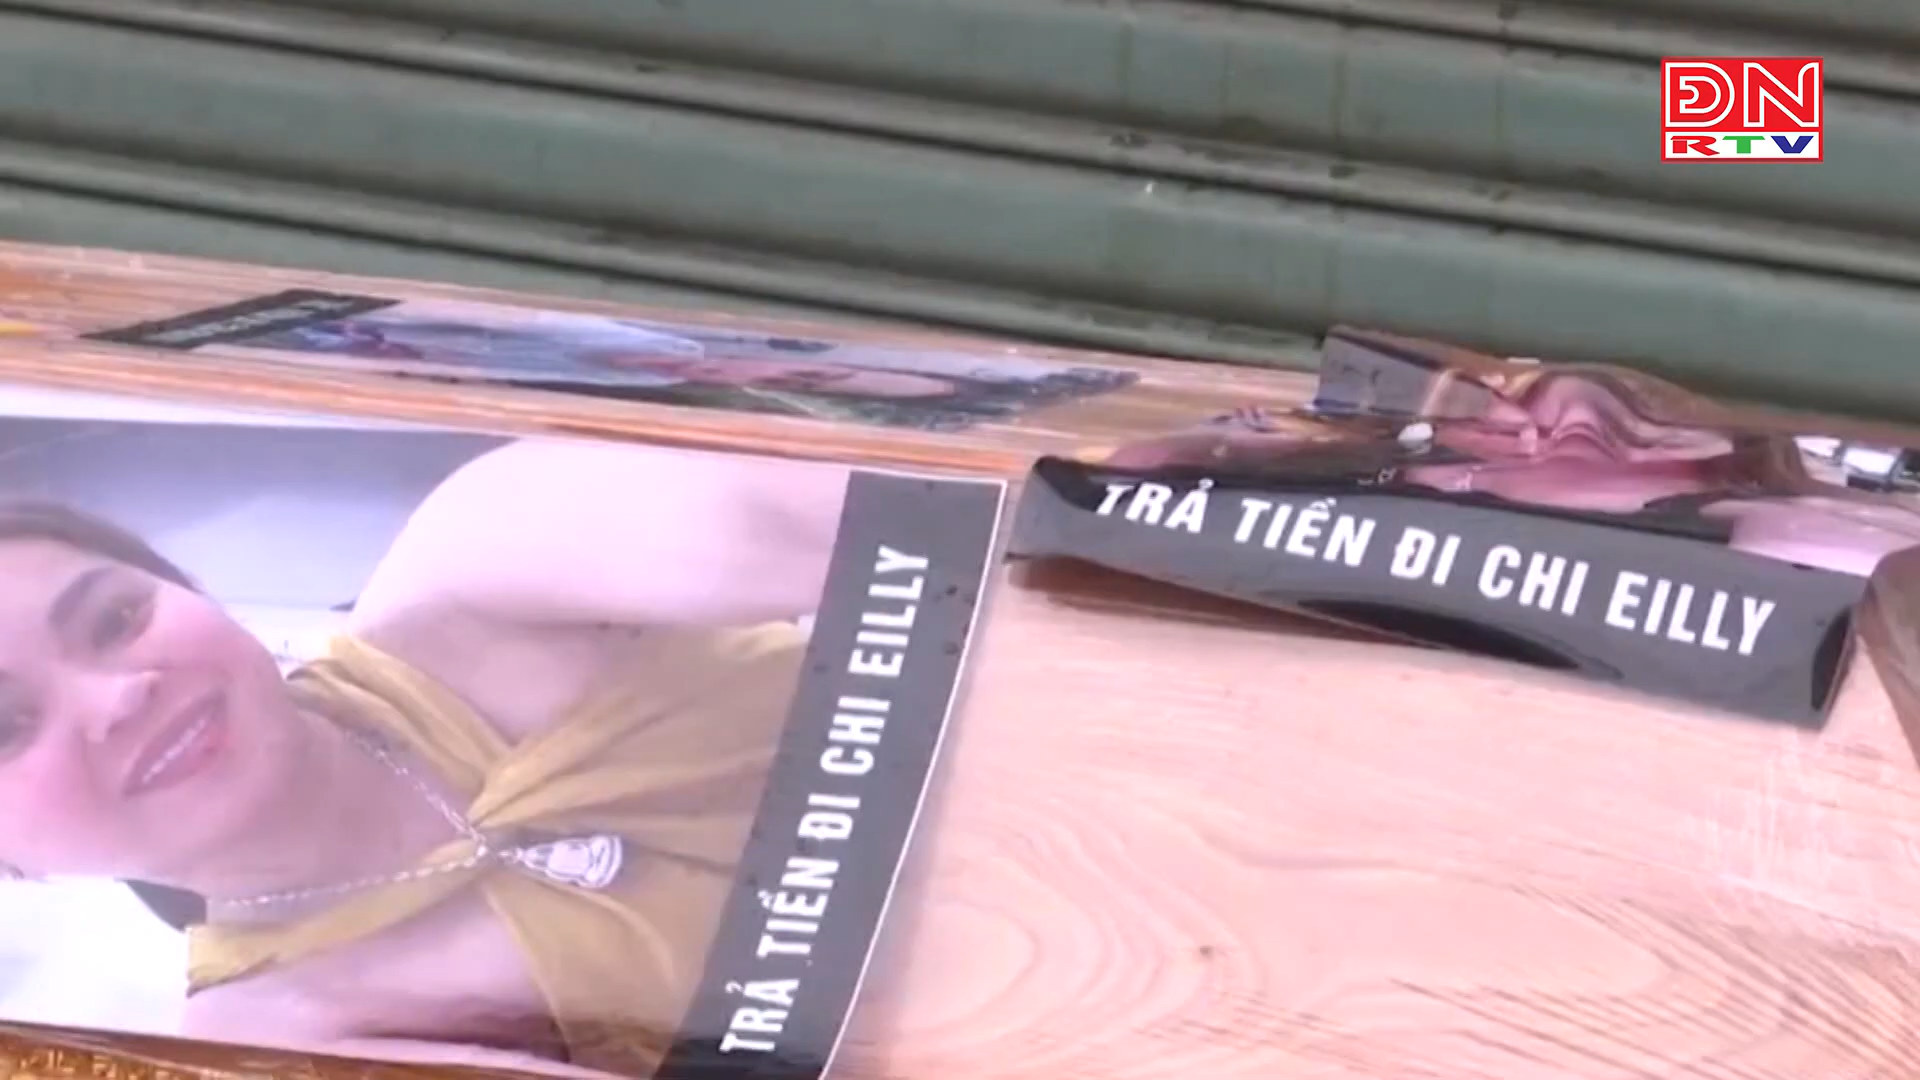 ĐN
RTV
TRẢ TIỀN ĐI CHI EILLY
TRẢ TIỀN ĐI CHI EILLY